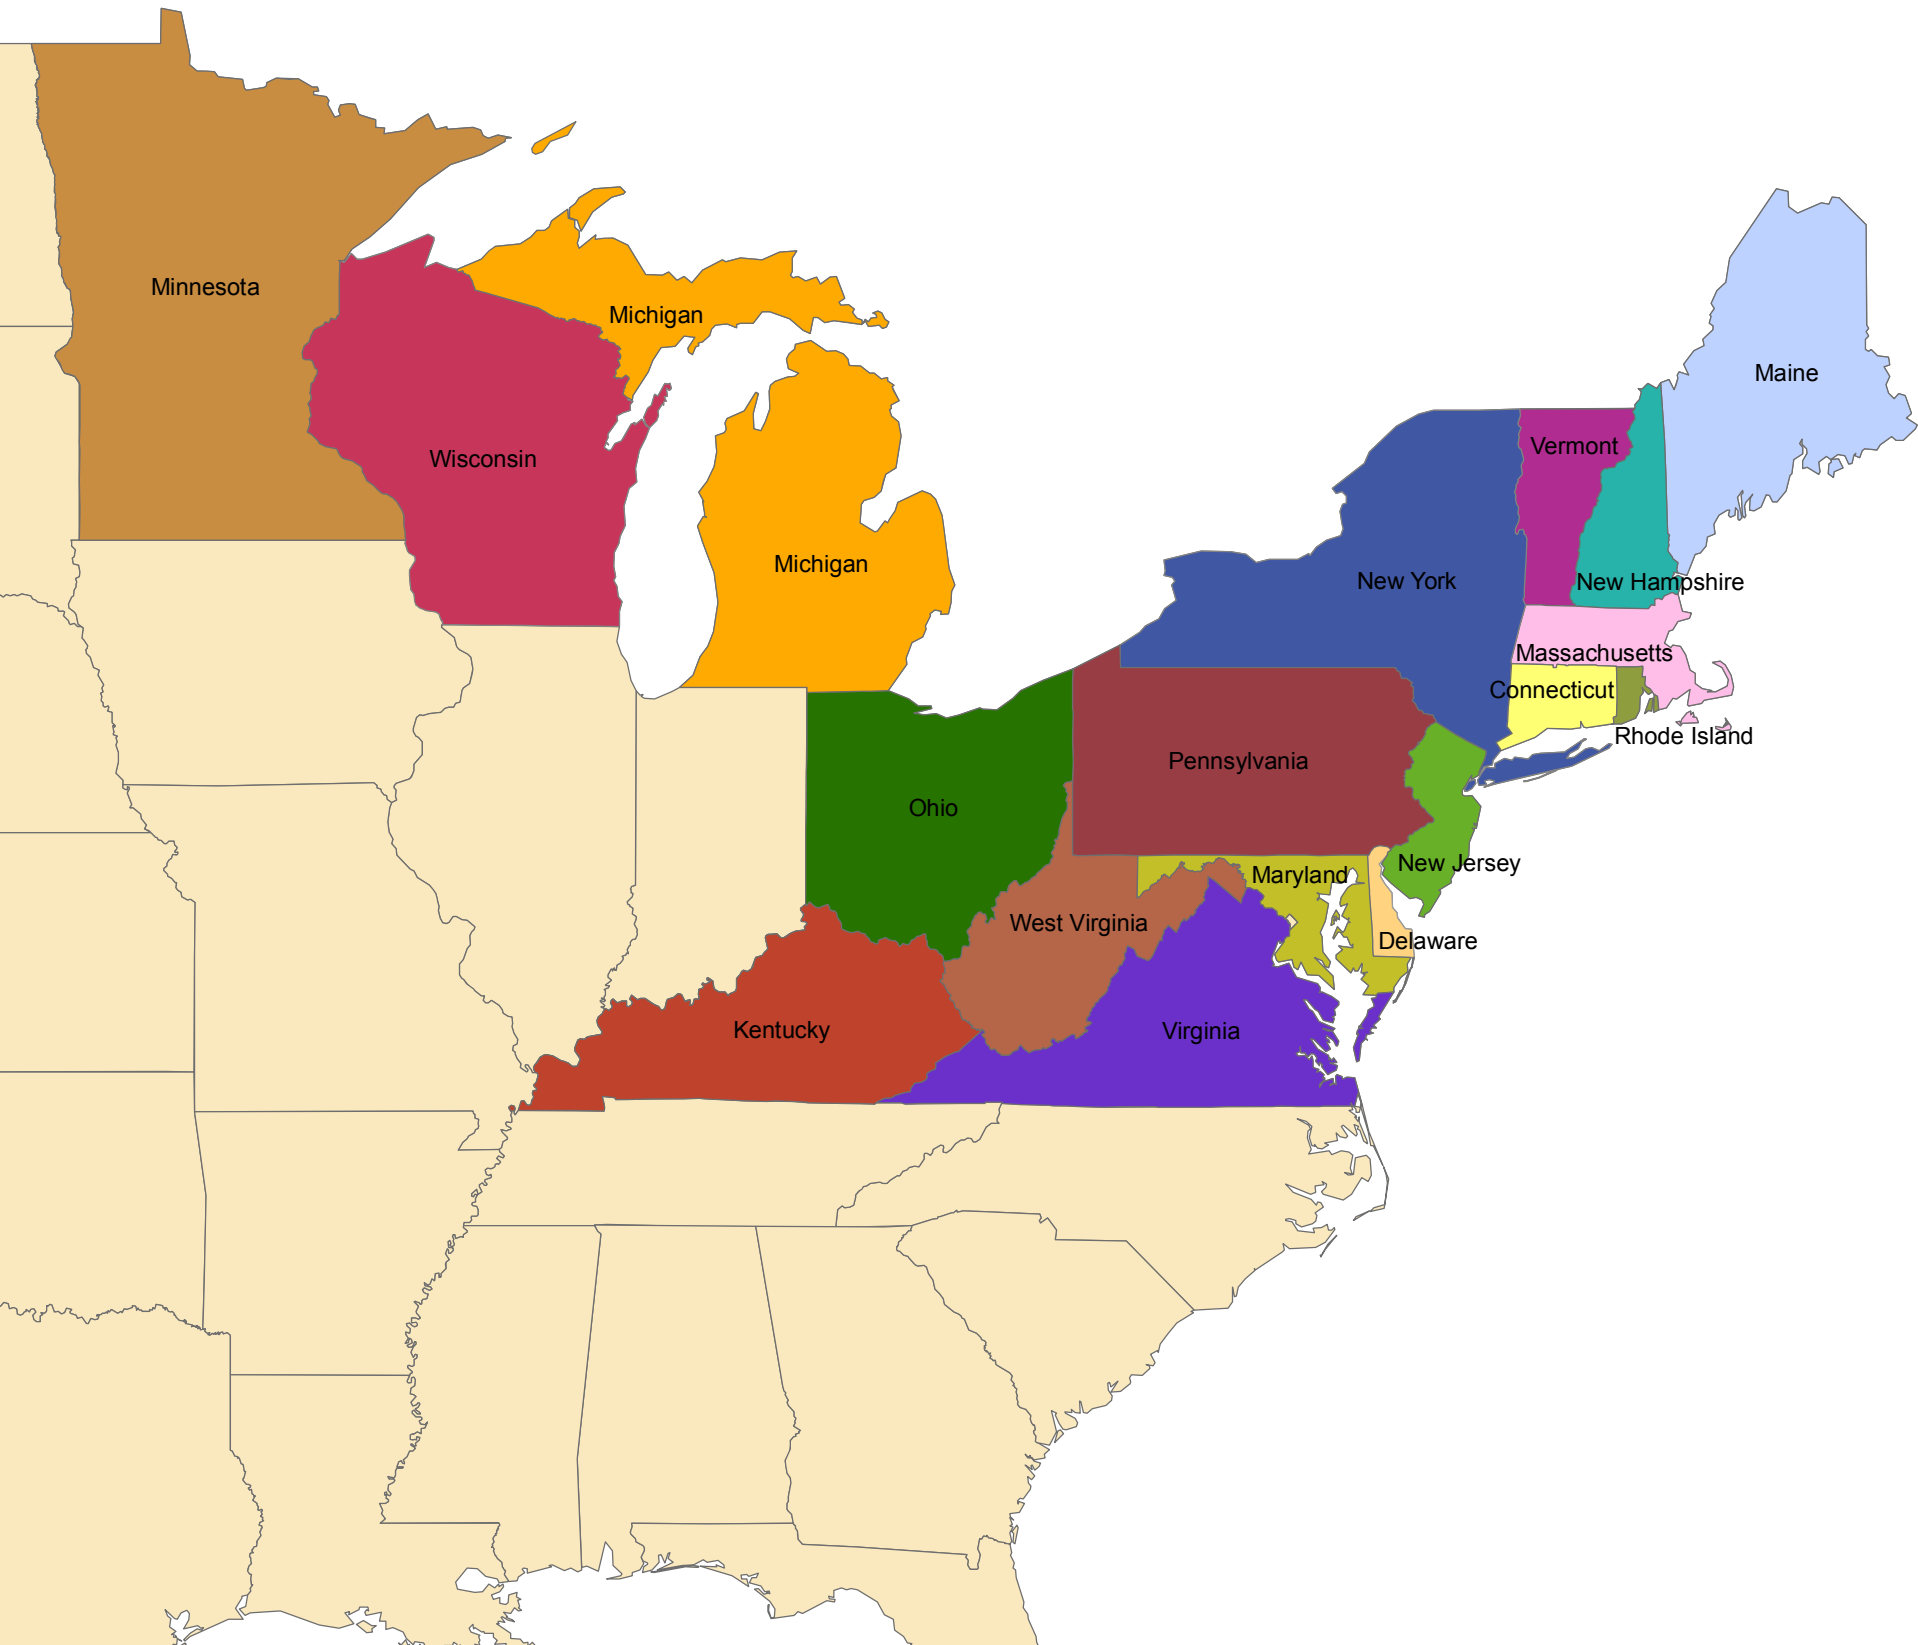 Minnesota
Michigan
Maine
Vermont
Wisconsin
Michigan
New York
New Hampshire
Massachusetts
Connecticut
Rhode Island
Pennsylvania
Ohio
New Jersey
Maryland
West Virginia
Delaware
Kentucky
Virginia